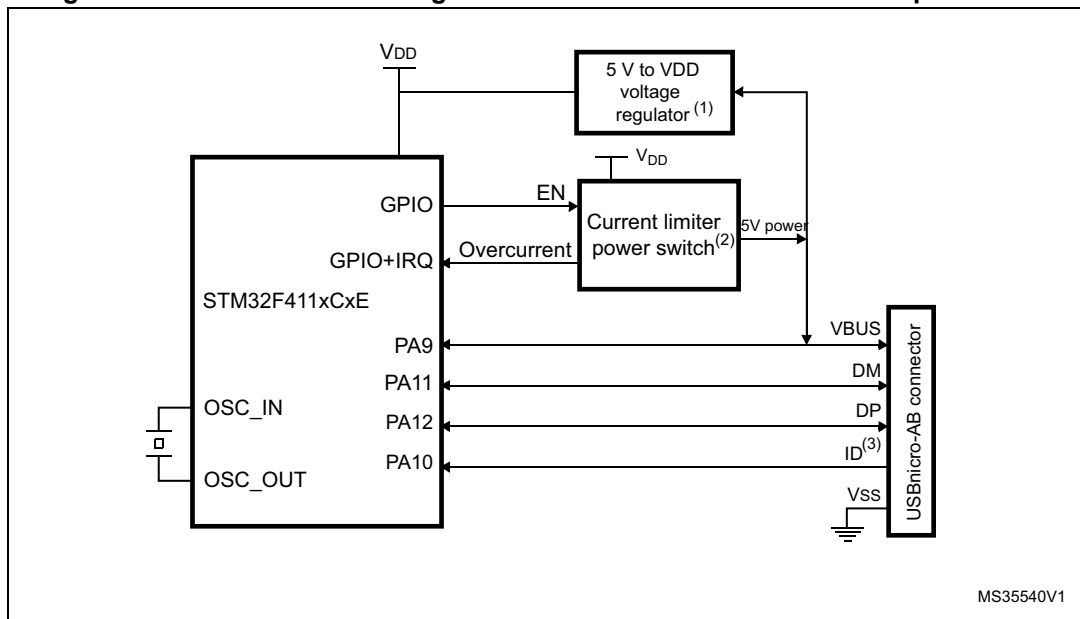 VDD
5 V to VDD
voltage
regulator (1)
VDD
GPIO
EN
Current limiter
power switch(2)
5V power
GPIO+IRQ
Overcurrent
STM32F411xCxE
PA9
VBUS
PA11
DM
OSC_IN
PA12
DP
PA10
ID(3)
OSC_OUT
VSS
USBnicro-AB connector
MS35540V1